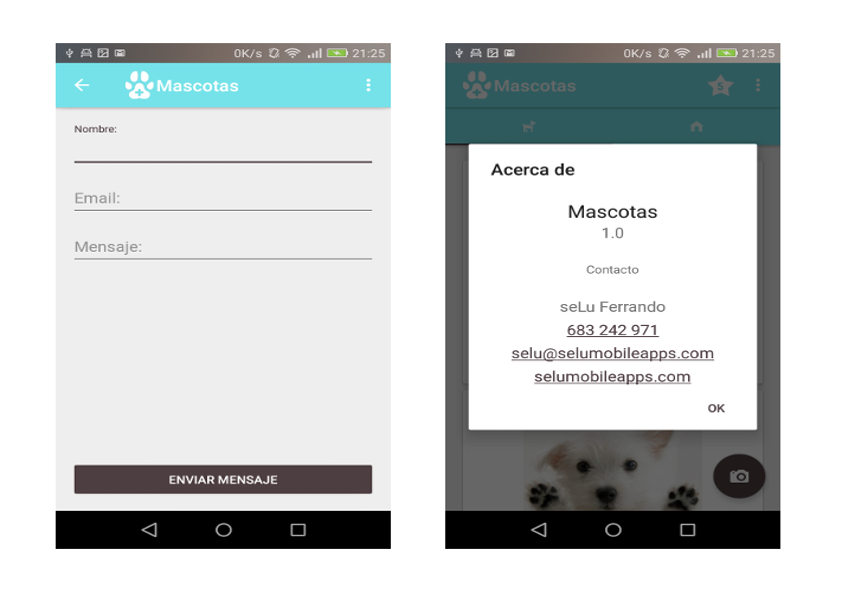 0K/s 21:25
Mascotas
Nombre:
Email:
Mensaje:
ENVIAR MENSAJE
0K/s 21:25
Mascotas
5
Acerca de
Mascotas
1.0
Contacto
seLu Ferrando
683 242 971
selu@selumobileapps.com
selumobileapps.com
OK